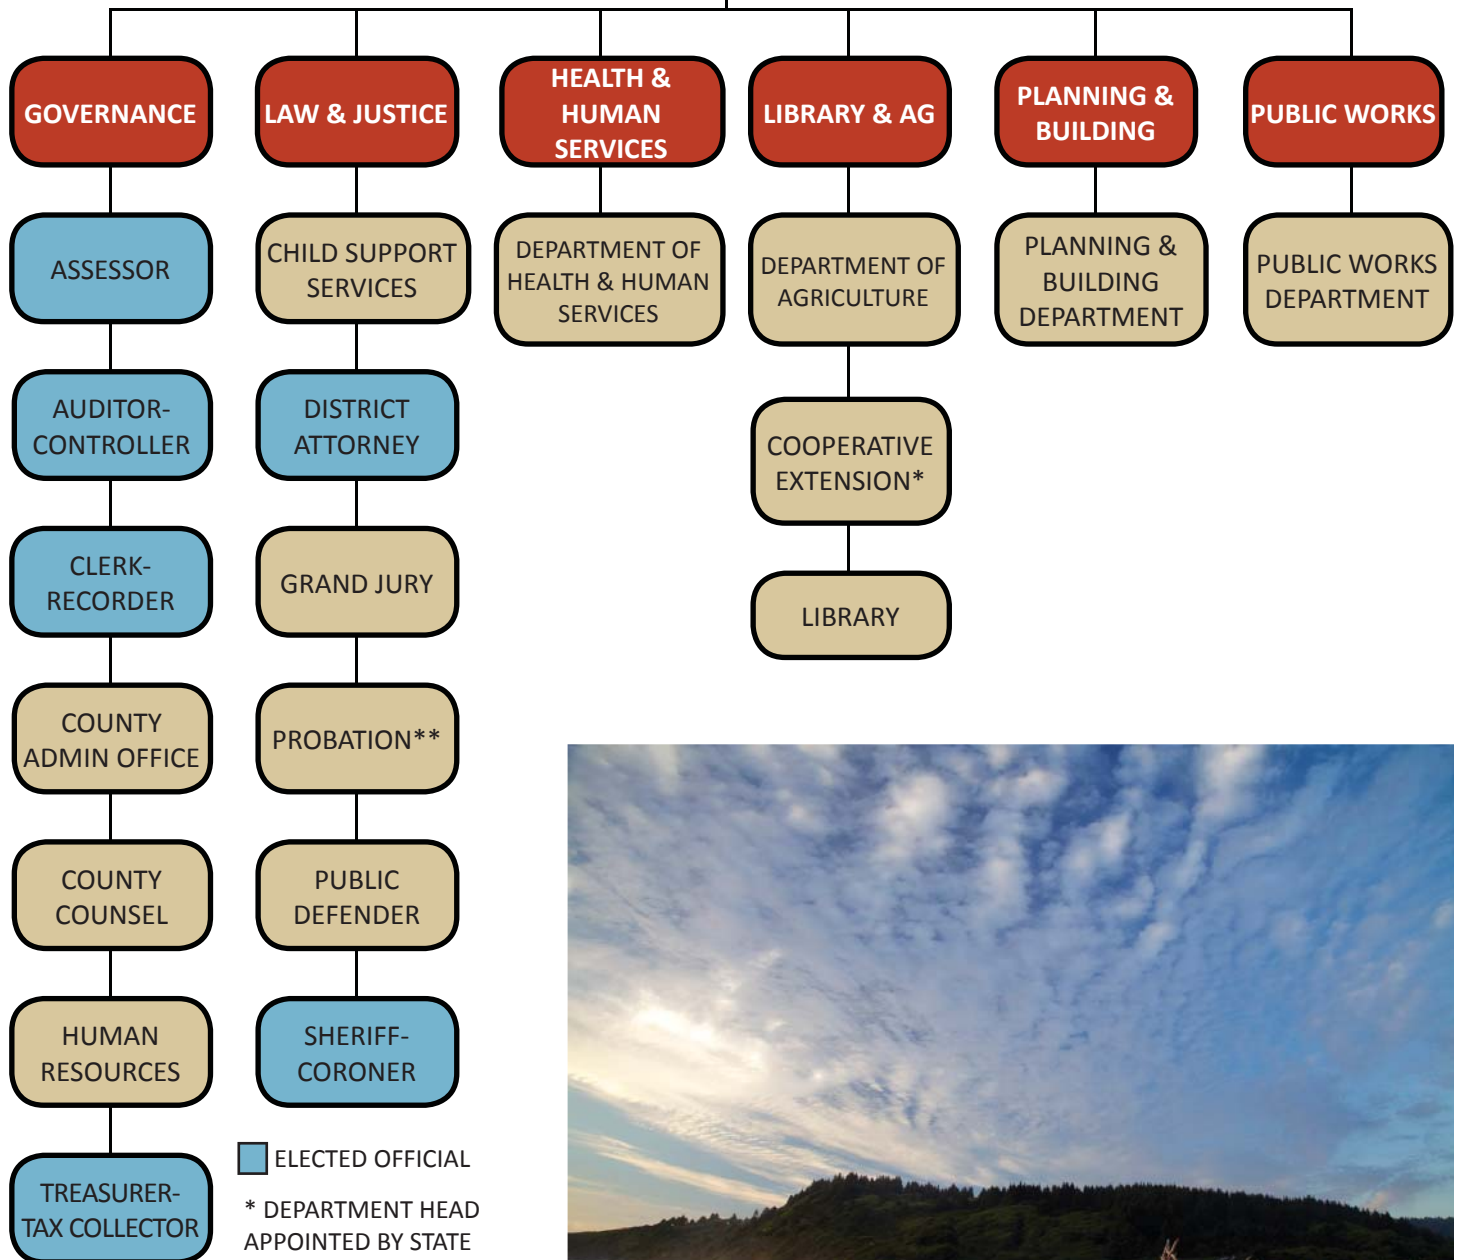 GOVERNANCE
LAW & JUSTICE
HEALTH &
HUMAN
SERVICES
LIBRARY & AG
PLANNING &
BUILDING
PUBLIC WORKS
ASSESSOR
CHILD SUPPORT
SERVICES
DEPARTMENT OF
HEALTH & HUMAN
SERVICES
DEPARTMENT OF
AGRICULTURE
PLANNING &
BUILDING
DEPARTMENT
PUBLIC WORKS
DEPARTMENT
AUDITOR-
CONTROLLER
DISTRICT
ATTORNEY
COOPERATIVE
EXTENSION*
CLERK-
RECORDER
GRAND JURY
LIBRARY
COUNTY
ADMIN OFFICE
PROBATION**
COUNTY
COUNSEL
PUBLIC
DEFENDER
HUMAN
RESOURCES
SHERIFF-
CORONER
TREASURER-
TAX COLLECTOR
ELECTED OFFICIAL
* DEPARTMENT HEAD
APPOINTED BY STATE